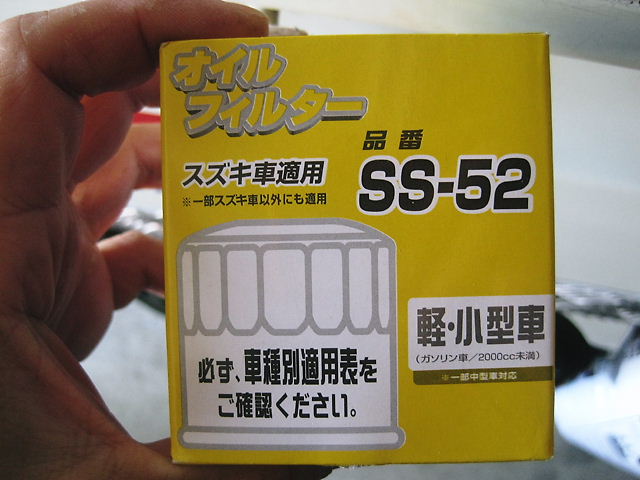 オイル
フィルター
品番
スズキ車適用
SS-52
※一部スズキ車以外にも適用
軽・小型車
(ガソリン車/2000cc未満)
※一部中型車対応
必ず、車種別適用表を
ご確認ください。